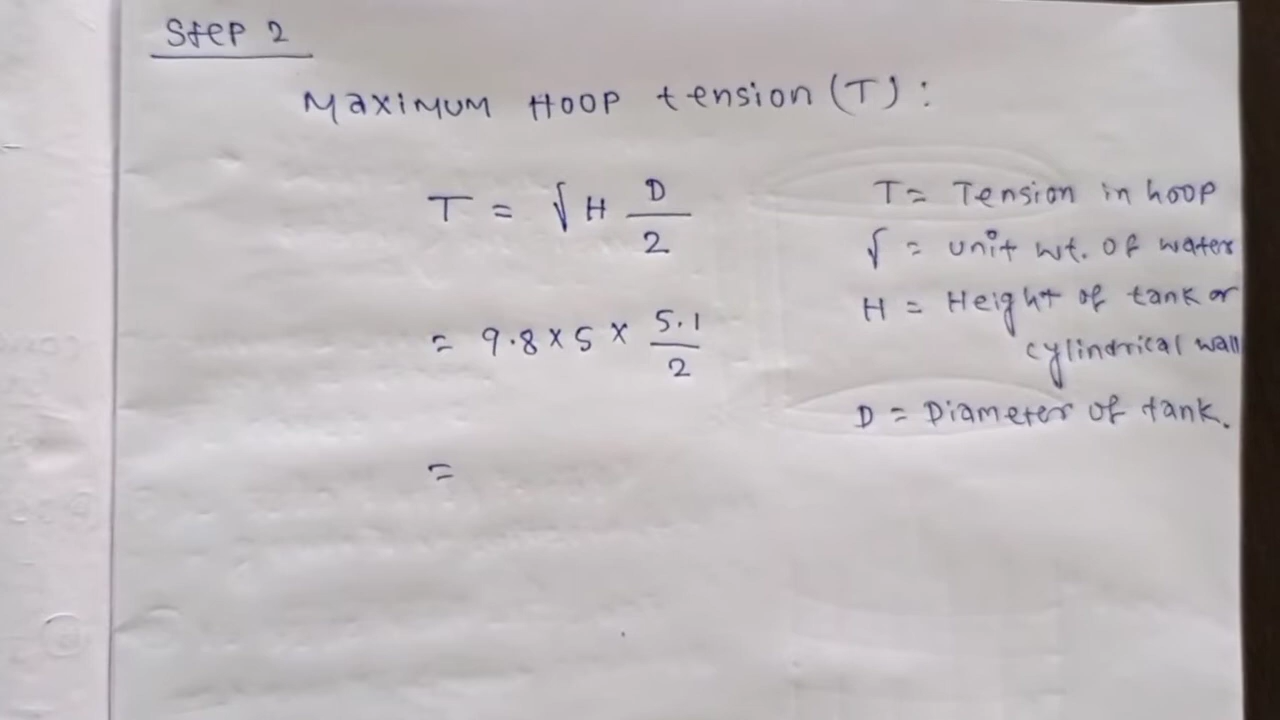 Step 2
Maximum Hoop tension (T) :
T = √ H D/2
= 9.8 × 5 × 5.1/2
=
T = Tension in hoop
√ = unit wt. of water
H = Height of tank or
cylindrical wall
D = Diameter of tank.